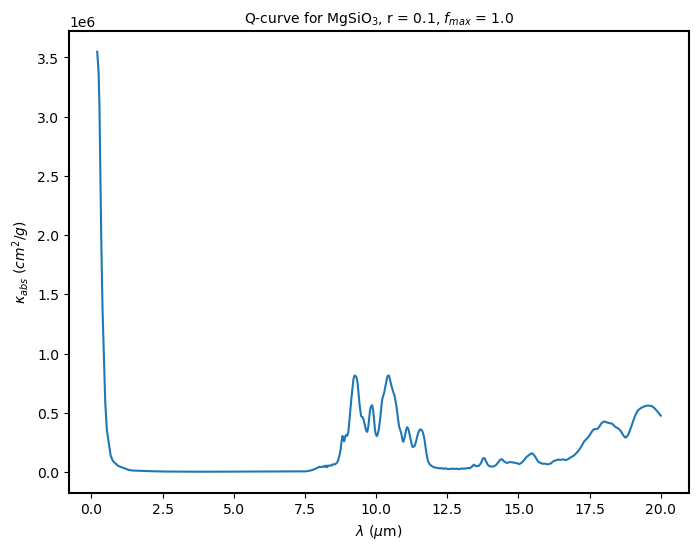 Q-curve for MgSiO₃, r = 0.1, fₘₐₓ = 1.0
1e6
3.5
3.0
2.5
2.0
1.5
1.0
0.5
0.0
κₐbₛ (cm²/g)
0.0 2.5 5.0 7.5 10.0 12.5 15.0 17.5 20.0
λ (μm)